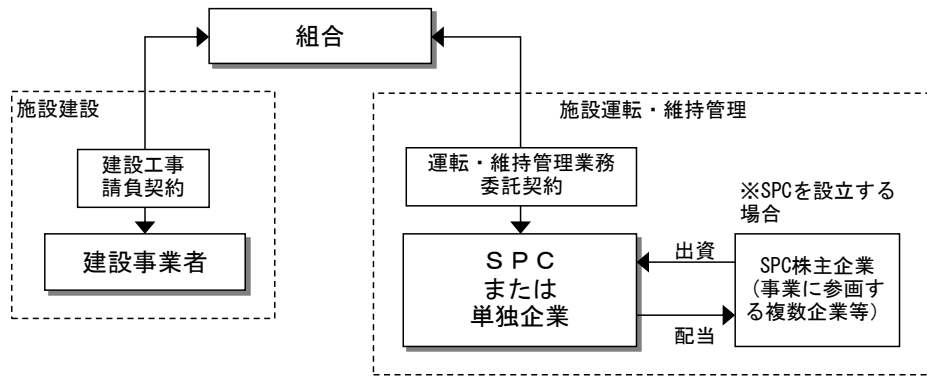 組合
施設建設
建設工事
請負契約
建設事業者
施設運転・維持管理
運転・維持管理業務
委託契約
ＳＰＣ
または
単独企業
出資
配当
※SPCを設立する
場合
SPC株主企業
（事業に参画す
る複数企業等）